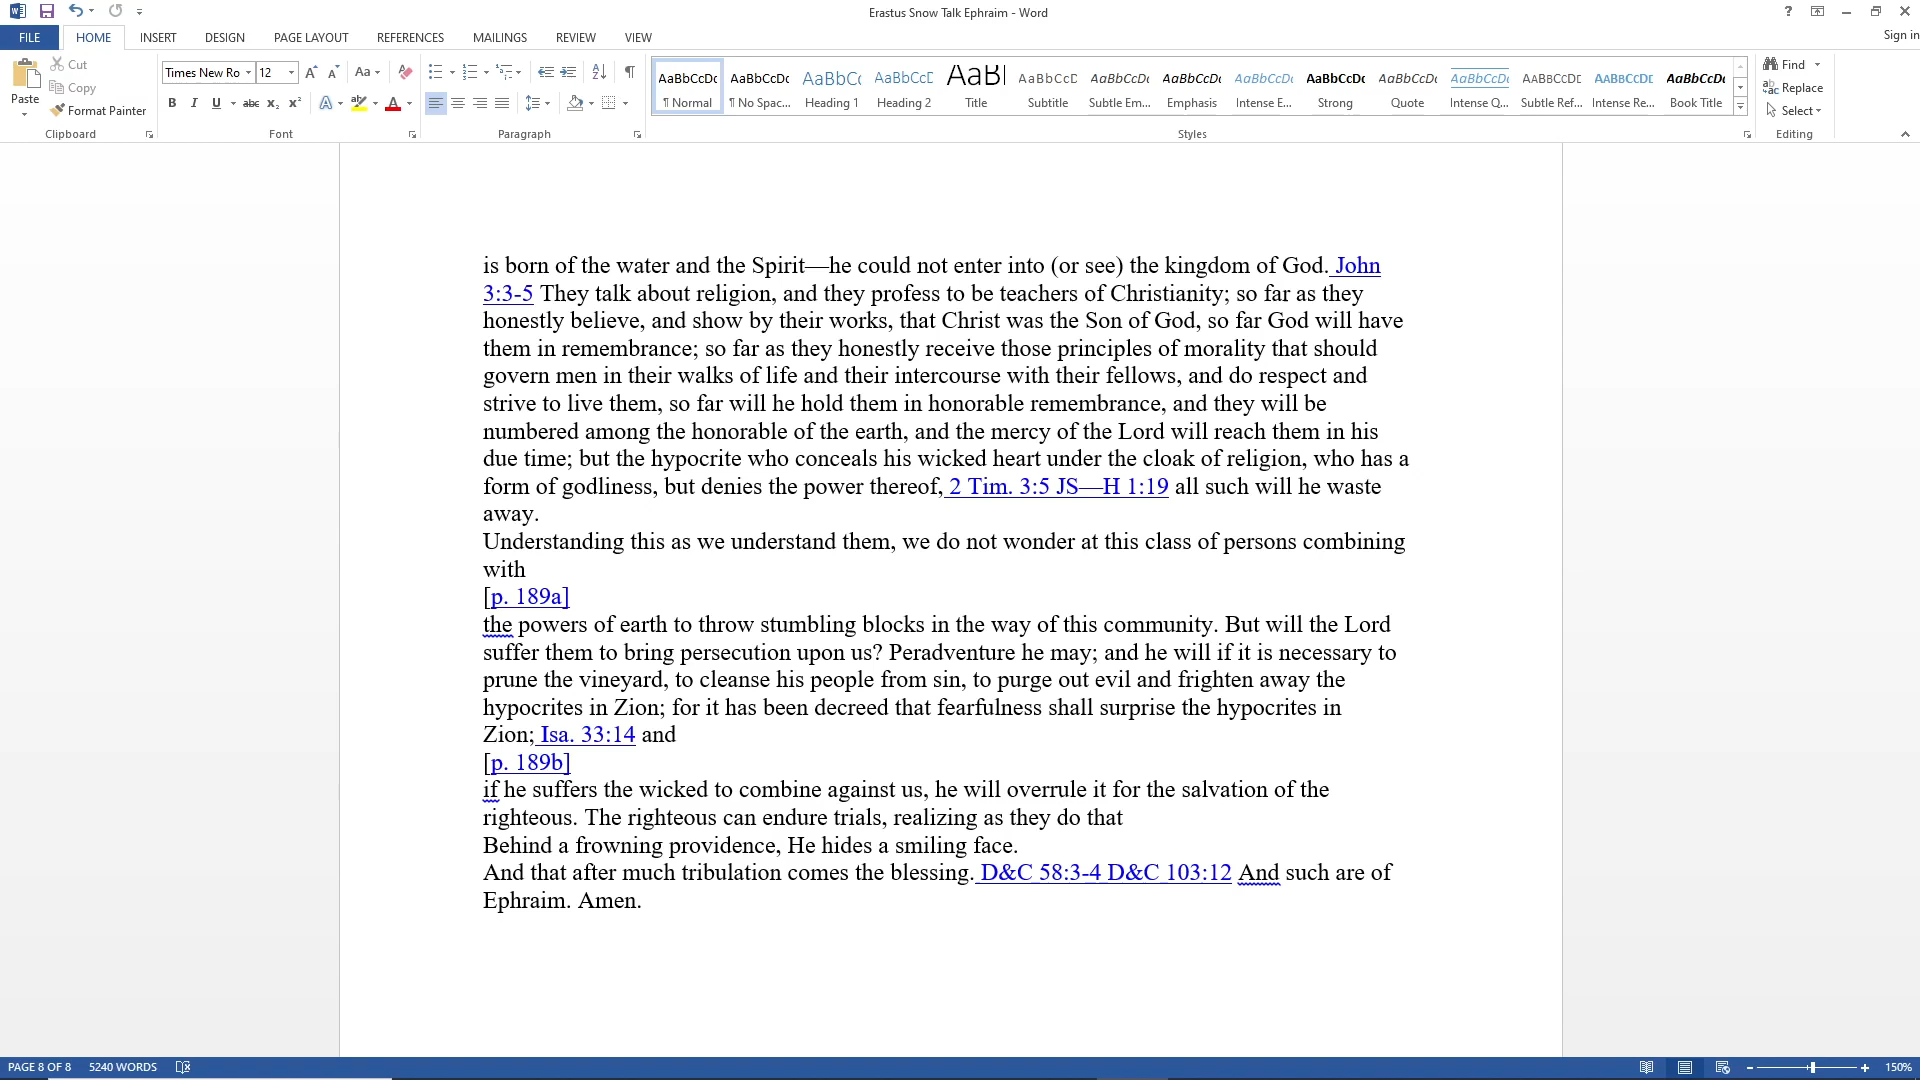 Erastus Snow Talk Ephraim - Word
?
FILE HOME INSERT DESIGN PAGE LAYOUT REFERENCES MAILINGS REVIEW VIEW Sign in
Paste
Cut
Copy
Format Painter
Clipboard
Times New Ro 12 Aa
B I U abc x₂ x² A aby A
Font
Paragraph
AaBbCcDc AaBbCcDc AaBbCc AaBbCcD AaB AaBbCcD AaBbCcDc AaBbCcDc AaBbCcDc AaBbCcDc AaBbCcDc AaBbCcDc AABBCCDC AABBCCDC AaBbCcDc
¶ Normal ¶ No Spac... Heading 1 Heading 2 Title Subtitle Subtle Em... Emphasis Intense E... Strong Quote Intense Q... Subtle Ref... Intense Re... Book Title
Styles
Find
Replace
Select
Editing
is born of the water and the Spirit—he could not enter into (or see) the kingdom of God. John
3:3-5 They talk about religion, and they profess to be teachers of Christianity; so far as they
honestly believe, and show by their works, that Christ was the Son of God, so far God will have
them in remembrance; so far as they honestly receive those principles of morality that should
govern men in their walks of life and their intercourse with their fellows, and do respect and
strive to live them, so far will he hold them in honorable remembrance, and they will be
numbered among the honorable of the earth, and the mercy of the Lord will reach them in his
due time; but the hypocrite who conceals his wicked heart under the cloak of religion, who has a
form of godliness, but denies the power thereof, 2 Tim. 3:5 JS—H 1:19 all such will he waste
away.
Understanding this as we understand them, we do not wonder at this class of persons combining
with
[p. 189a]
the powers of earth to throw stumbling blocks in the way of this community. But will the Lord
suffer them to bring persecution upon us? Peradventure he may; and he will if it is necessary to
prune the vineyard, to cleanse his people from sin, to purge out evil and frighten away the
hypocrites in Zion; for it has been decreed that fearfulness shall surprise the hypocrites in
Zion; Isa. 33:14 and
[p. 189b]
if he suffers the wicked to combine against us, he will overrule it for the salvation of the
righteous. The righteous can endure trials, realizing as they do that
Behind a frowning providence, He hides a smiling face.
And that after much tribulation comes the blessing. D&C 58:3-4 D&C 103:12 And such are of
Ephraim. Amen.
PAGE 8 OF 8 5240 WORDS 150%